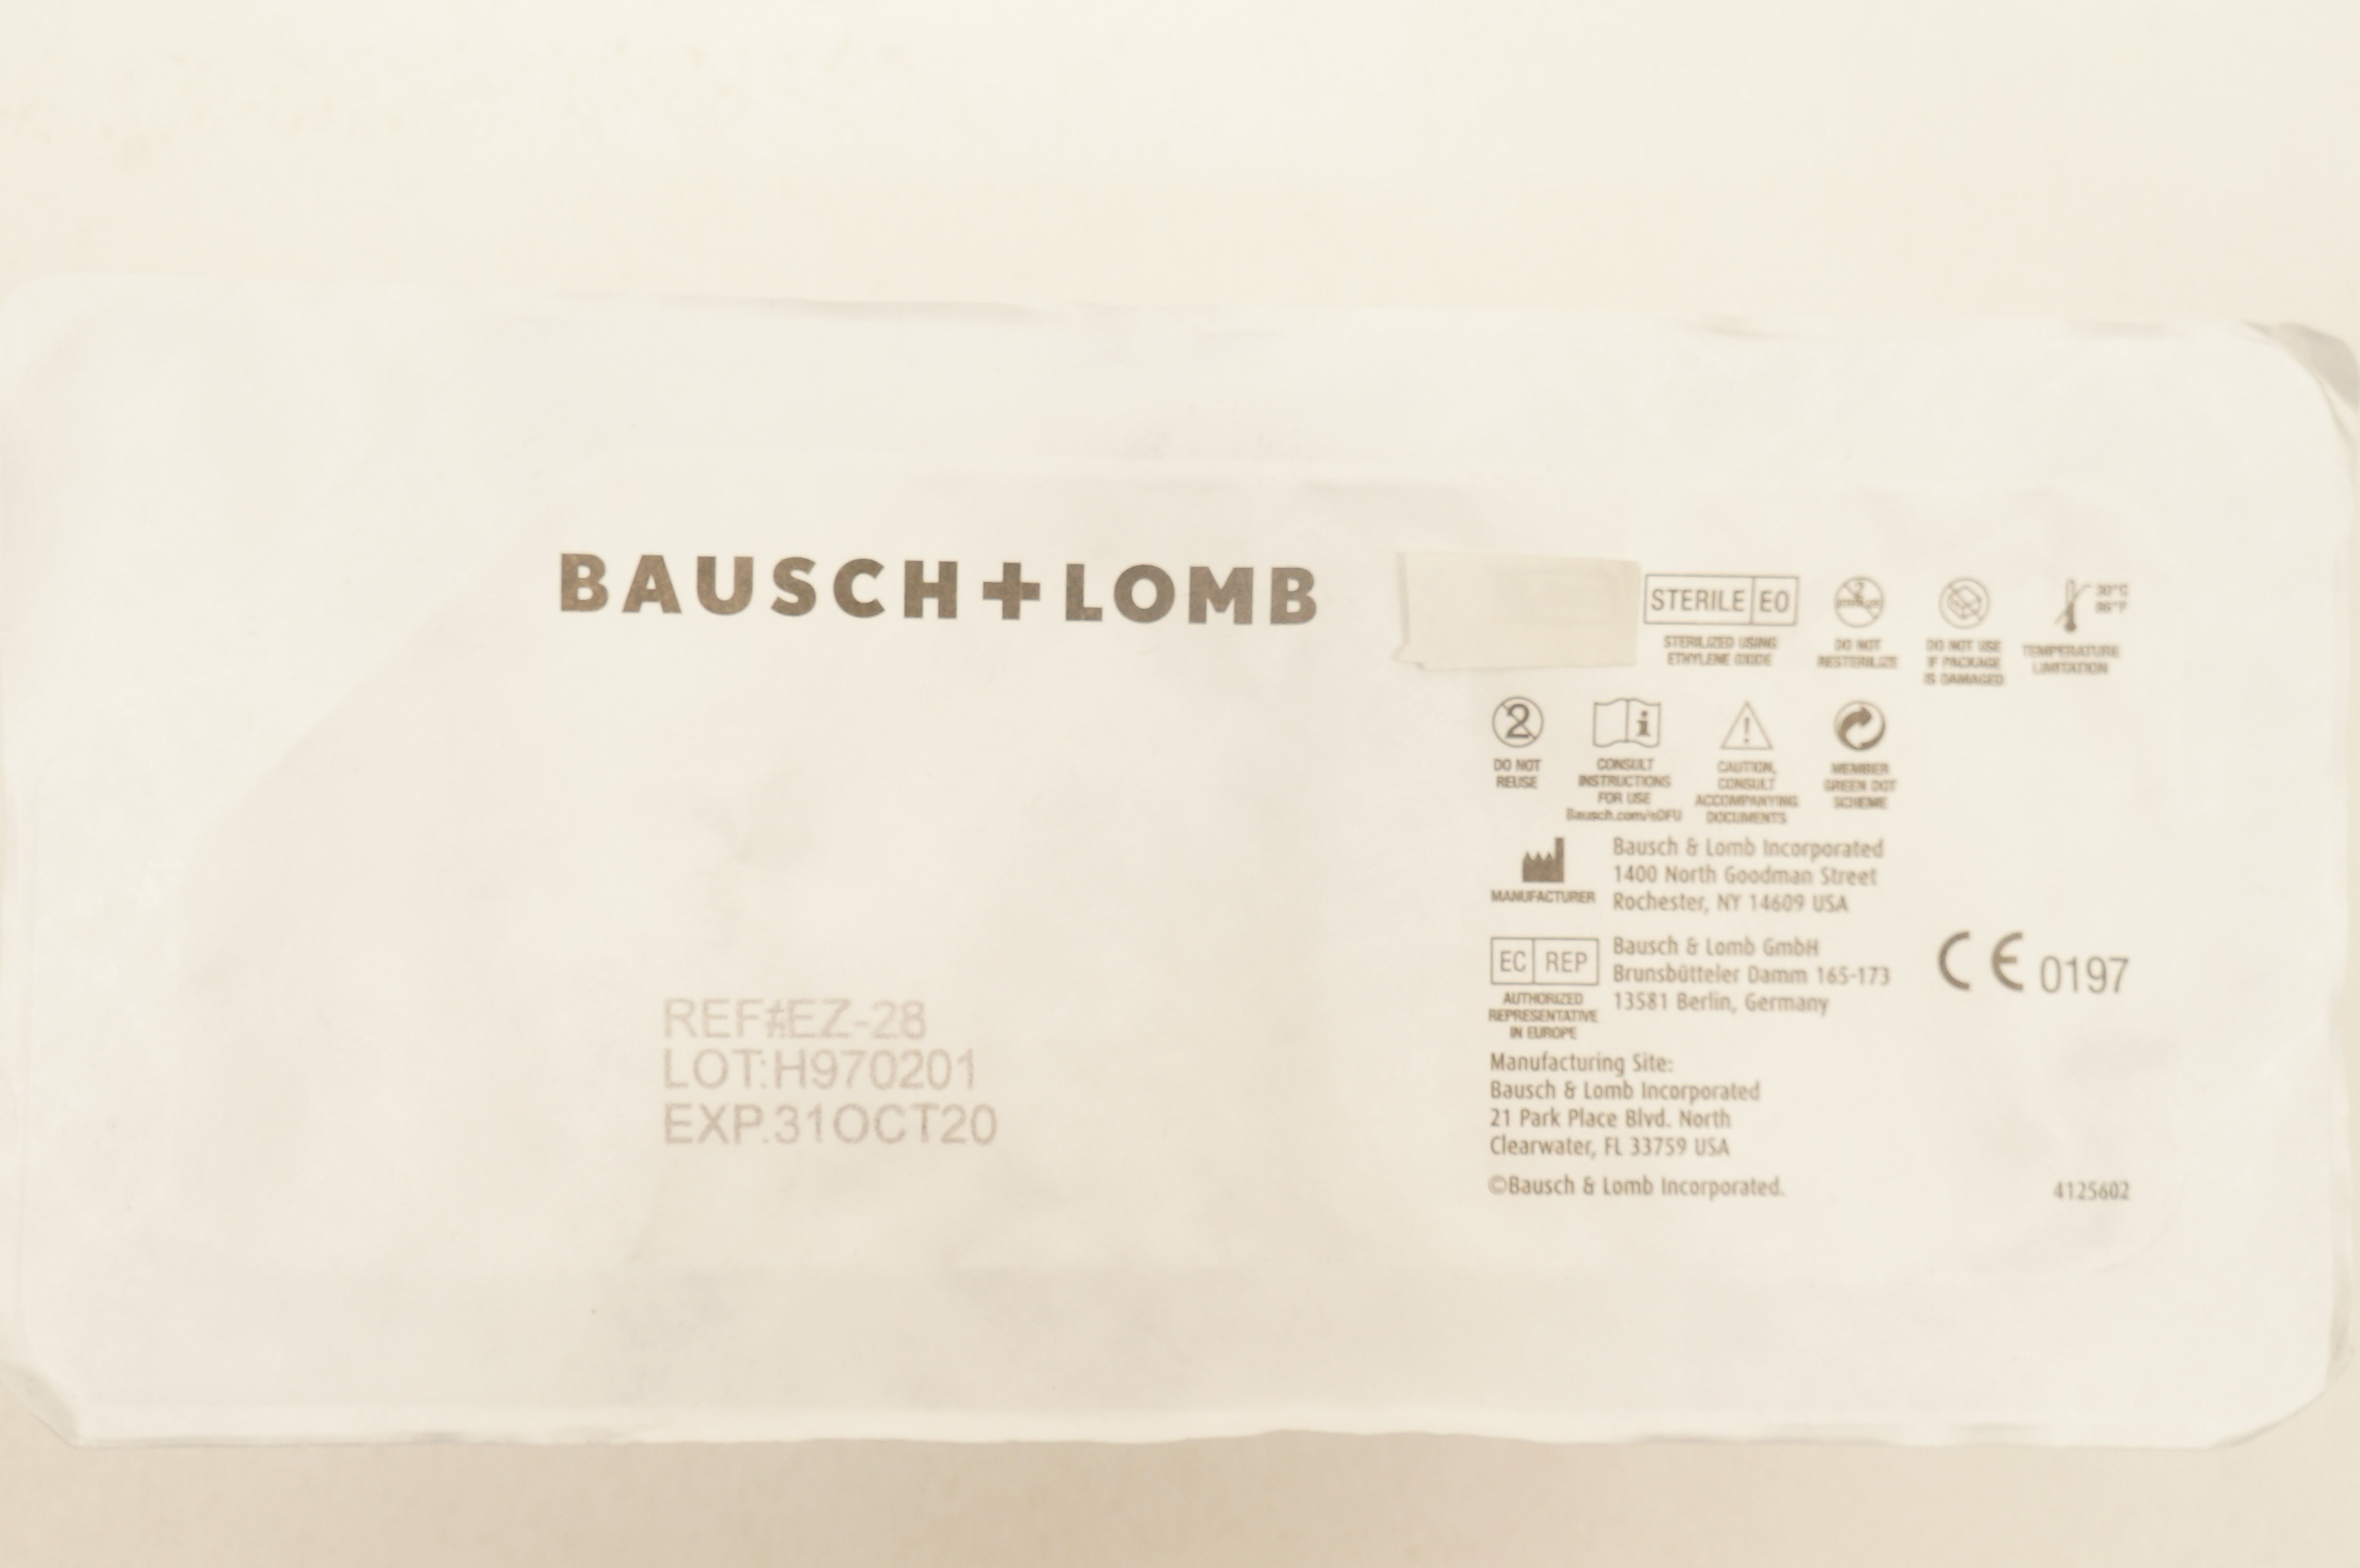 BAUSCH+LOMB
STERILE EO
STERILIZED USING
ETHYLENE OXIDE
2
DO NOT
RESTERILIZE
DO NOT USE
IF PACKAGE
IS DAMAGED
30°C
86°F
TEMPERATURE
LIMITATION
2
DO NOT
REUSE
i
CONSULT
INSTRUCTIONS
FOR USE
!
CAUTION,
CONSULT
ACCOMPANYING
DOCUMENTS
MEMBER
GREEN DOT
SCHEME
MANUFACTURER
Bausch & Lomb Incorporated
1400 North Goodman Street
Rochester, NY 14609 USA
EC REP
AUTHORIZED
REPRESENTATIVE
IN EUROPE
Bausch & Lomb GmbH
Brunsbütteler Damm 165-173
13581 Berlin, Germany
CE 0197
REF#EZ-28
LOT:H970201
EXP.31OCT20
Manufacturing Site:
Bausch & Lomb Incorporated
21 Park Place Blvd. North
Clearwater, FL 33759 USA
©Bausch & Lomb Incorporated.
4125602